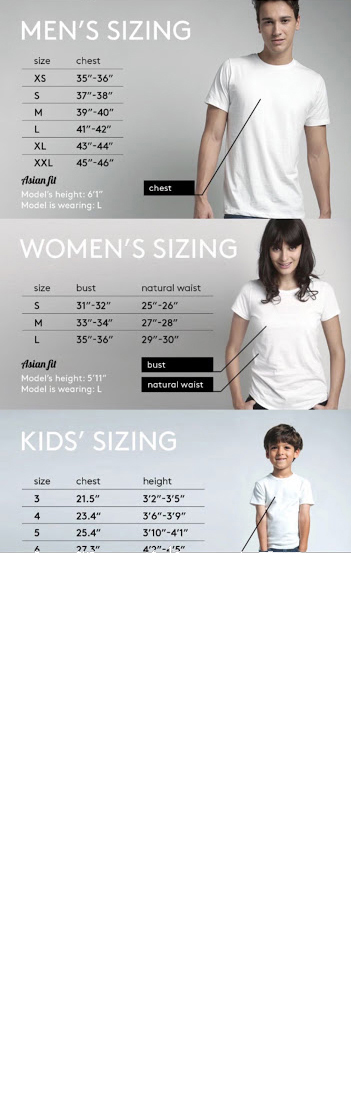 MEN'S SIZING
size chest
XS 35"-36"
S 37"-38"
M 39"-40"
L 41"-42"
XL 43"-44"
XXL 45"-46"
Asian fit
Model's height: 6'1"
Model is wearing: L
chest
WOMEN'S SIZING
size bust natural waist
S 31"-32" 25"-26"
M 33"-34" 27"-28"
L 35"-36" 29"-30"
Asian fit
Model's height: 5'11"
Model is wearing: L
bust
natural waist
KIDS' SIZING
size chest height
3 21.5" 3'2"-3'5"
4 23.4" 3'6"-3'9"
5 25.4" 3'10"-4'1"
6 27.3"